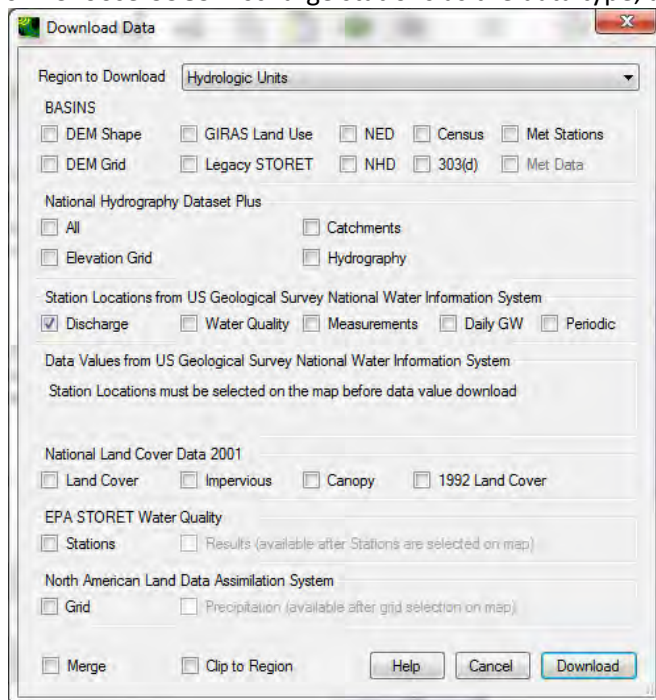 Download Data
Region to Download Hydrologic Units
BASINS
DEM Shape GIRAS Land Use NED Census Met Stations
DEM Grid Legacy STORET NHD 303(d) Met Data
National Hydrography Dataset Plus
All Catchments
Elevation Grid Hydrography
Station Locations from US Geological Survey National Water Information System
Discharge Water Quality Measurements Daily GW Periodic
Data Values from US Geological Survey National Water Information System
Station Locations must be selected on the map before data value download
National Land Cover Data 2001
Land Cover Impervious Canopy 1992 Land Cover
EPA STORET Water Quality
Stations Results (available after Stations are selected on map)
North American Land Data Assimilation System
Grid Precipitation (available after grid selection on map)
Merge Clip to Region Help Cancel Download